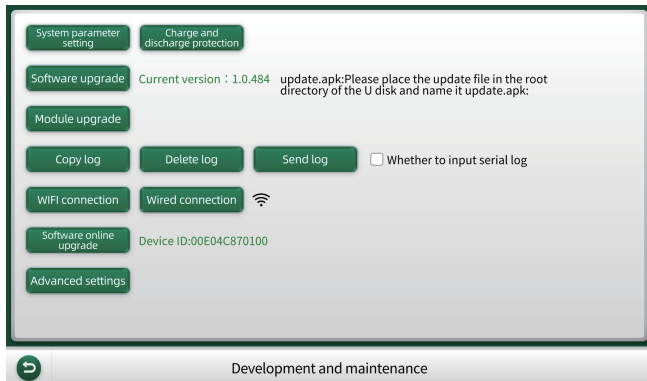 System parameter
setting
Charge and
discharge protection
Software upgrade
Current version：1.0.484
update.apk:Please place the update file in the root
directory of the U disk and name it update.apk:
Module upgrade
Copy log
Delete log
Send log
Whether to input serial log
WIFI connection
Wired connection
Software online
upgrade
Device ID:00E04C870100
Advanced settings
Development and maintenance